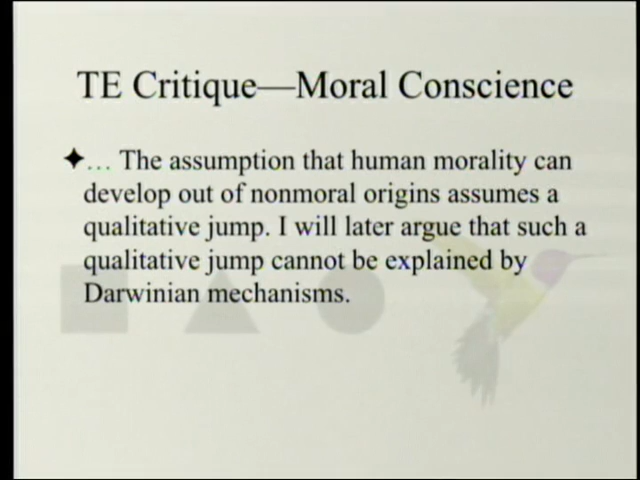 TE Critique—Moral Conscience
… The assumption that human morality can
develop out of nonmoral origins assumes a
qualitative jump. I will later argue that such a
qualitative jump cannot be explained by
Darwinian mechanisms.